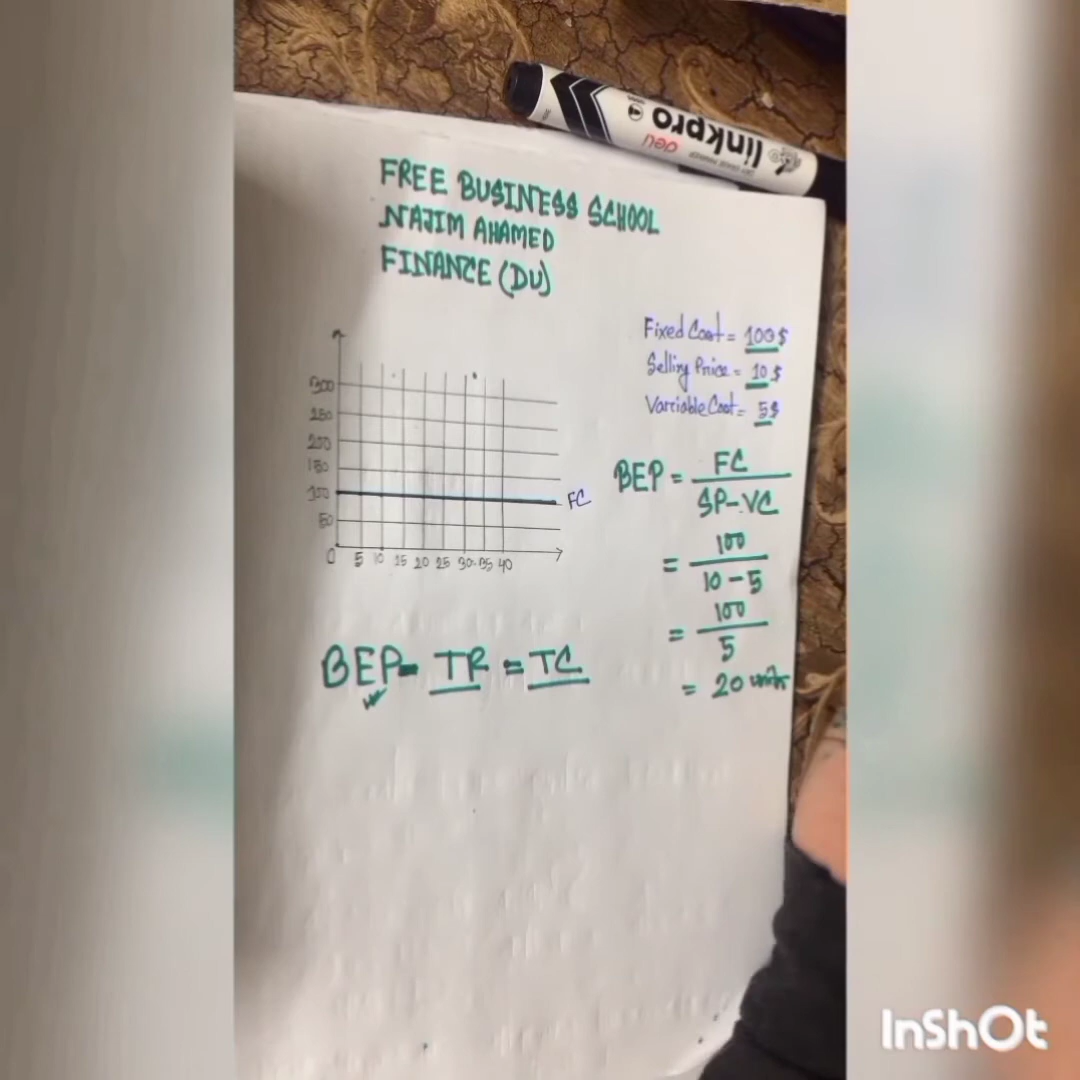 linkpro
deli
FREE BUSINESS SCHOOL
NAJIM AHAMED
FINANCE (DU)
Fixed Cost = 100$
Selling Price = 10 $
Variable Cost = 5$
300
250
200
150
100
50
0 5 10 15 20 25 30 35 40
FC
BEP = FC
SP-VC
= 100
10 - 5
= 100
5
= 20 units
BEP = TR = TC
InShOt